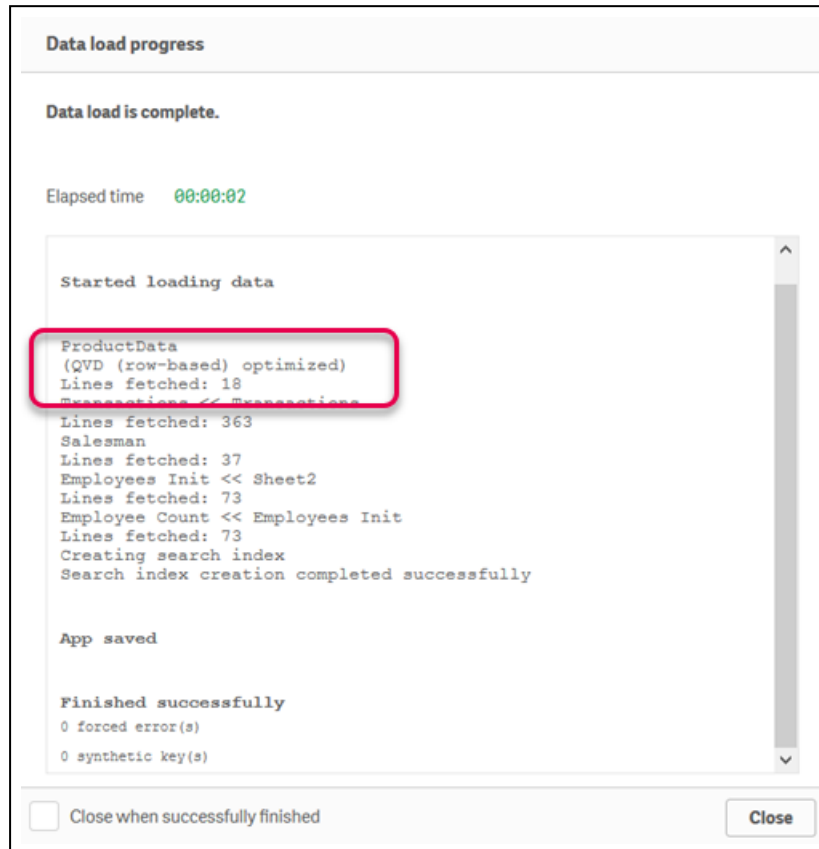 Data load progress
Data load is complete.
Elapsed time 00:00:02
Started loading data
ProductData
(QVD (row-based) optimized)
Lines fetched: 18
Transactions << Transactions
Lines fetched: 363
Salesman
Lines fetched: 37
Employees Init << Sheet2
Lines fetched: 73
Employee Count << Employees Init
Lines fetched: 73
Creating search index
Search index creation completed successfully
App saved
Finished successfully
0 forced error(s)
0 synthetic key(s)
Close when successfully finished
Close